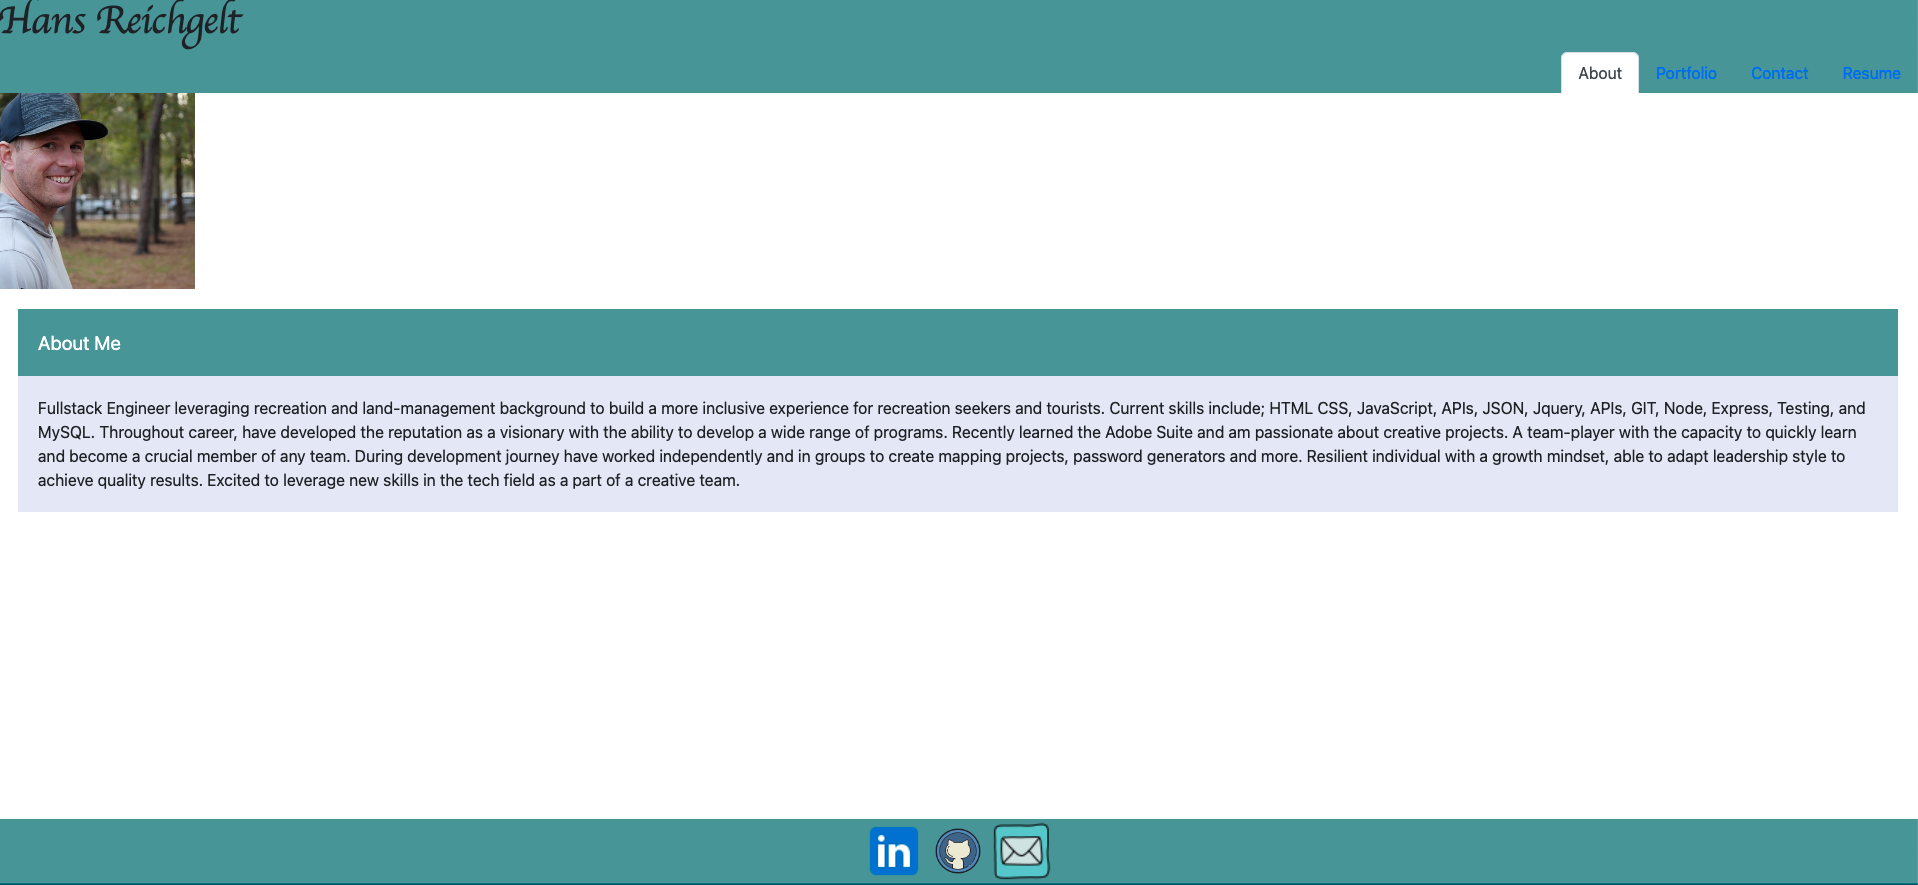 Hans Reichgelt
About Portfolio Contact Resume
About Me
Fullstack Engineer leveraging recreation and land-management background to build a more inclusive experience for recreation seekers and tourists. Current skills include; HTML CSS, JavaScript, APIs, JSON, Jquery, APIs, GIT, Node, Express, Testing, and
MySQL. Throughout career, have developed the reputation as a visionary with the ability to develop a wide range of programs. Recently learned the Adobe Suite and am passionate about creative projects. A team-player with the capacity to quickly learn
and become a crucial member of any team. During development journey have worked independently and in groups to create mapping projects, password generators and more. Resilient individual with a growth mindset, able to adapt leadership style to
achieve quality results. Excited to leverage new skills in the tech field as a part of a creative team.
in